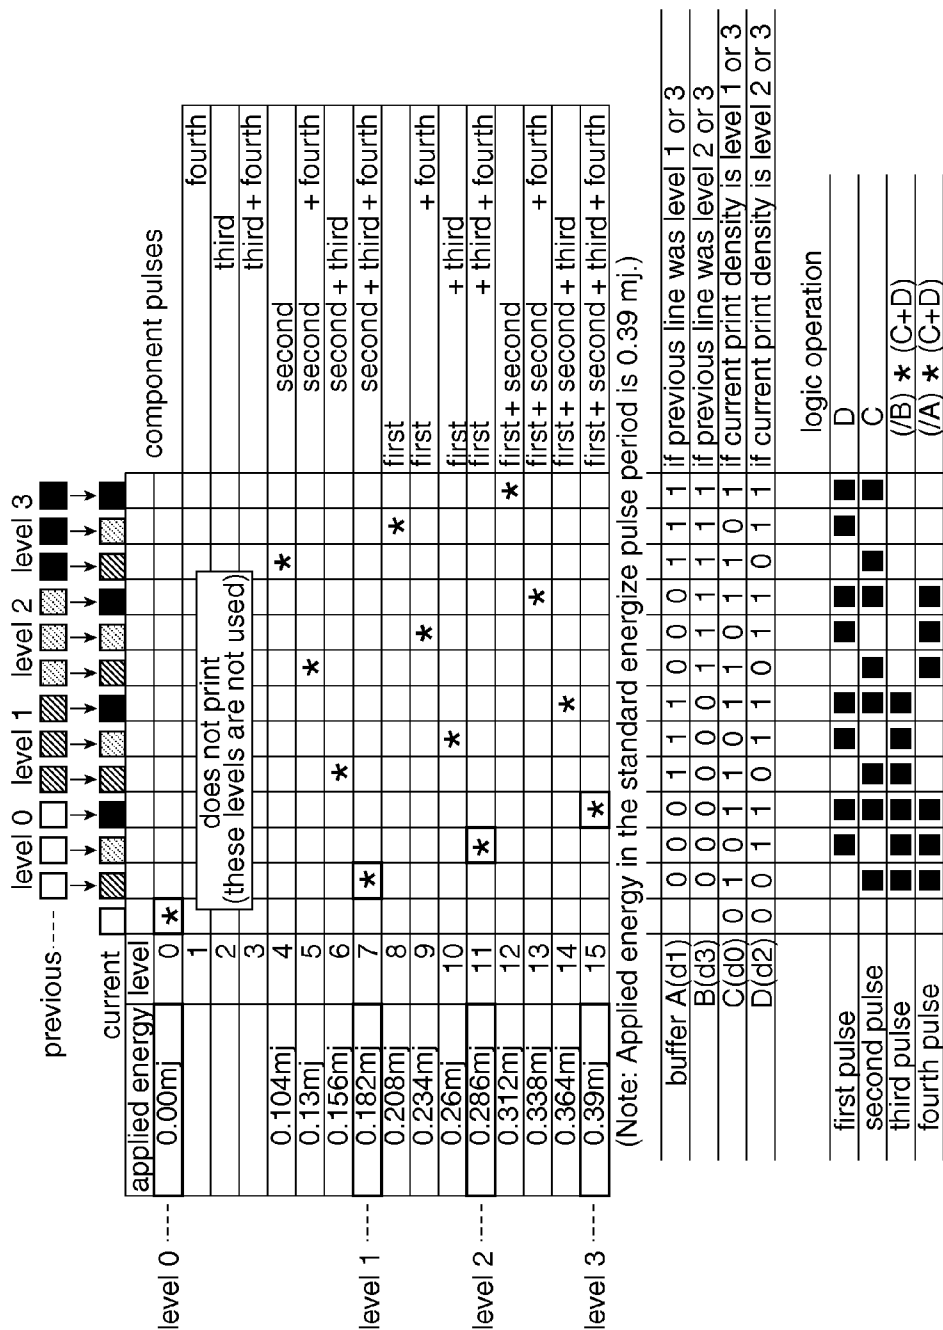 previous level 0 level 1 level 2 level 3
current
applied energy level component pulses
level 0 0.00mj 0 *
1 fourth
2 third
3 third + fourth
does not print
(these levels are not used)
0.104mj 4 * second
0.13mj 5 * second + fourth
0.156mj 6 * second + third
level 1 0.182mj 7 * second + third + fourth
0.208mj 8 * first
0.234mj 9 * first + fourth
0.26mj 10 * first + third
level 2 0.286mj 11 * first + third + fourth
0.312mj 12 * first + second
0.338mj 13 * first + second + fourth
0.364mj 14 * first + second + third
level 3 0.39mj 15 * first + second + third + fourth
(Note: Applied energy in the standard energize pulse period is 0.39 mj.)
buffer A(d1) 0 0 0 1 1 1 0 0 0 1 1 1 if previous line was level 1 or 3
B(d3) 0 0 0 0 0 0 1 1 1 1 1 1 if previous line was level 2 or 3
C(d0) 0 1 0 1 1 0 1 1 0 1 1 0 1 if current print density is level 1 or 3
D(d2) 0 0 1 1 0 1 1 0 1 1 0 1 1 if current print density is level 2 or 3
logic operation
first pulse D
second pulse C
third pulse (/B) * (C+D)
fourth pulse (/A) * (C+D)